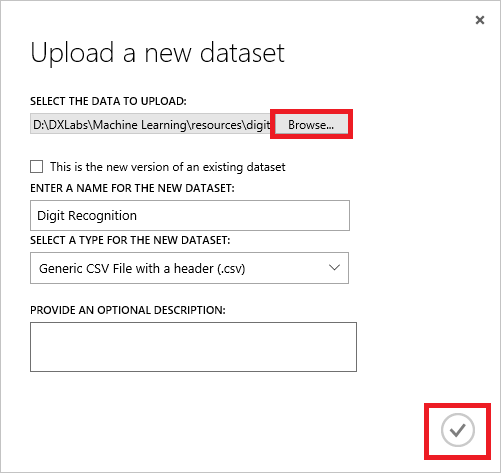 Upload a new dataset
SELECT THE DATA TO UPLOAD:
D:\DXLabs\Machine Learning\resources\digit Browse...
This is the new version of an existing dataset
ENTER A NAME FOR THE NEW DATASET:
Digit Recognition
SELECT A TYPE FOR THE NEW DATASET:
Generic CSV File with a header (.csv)
PROVIDE AN OPTIONAL DESCRIPTION: